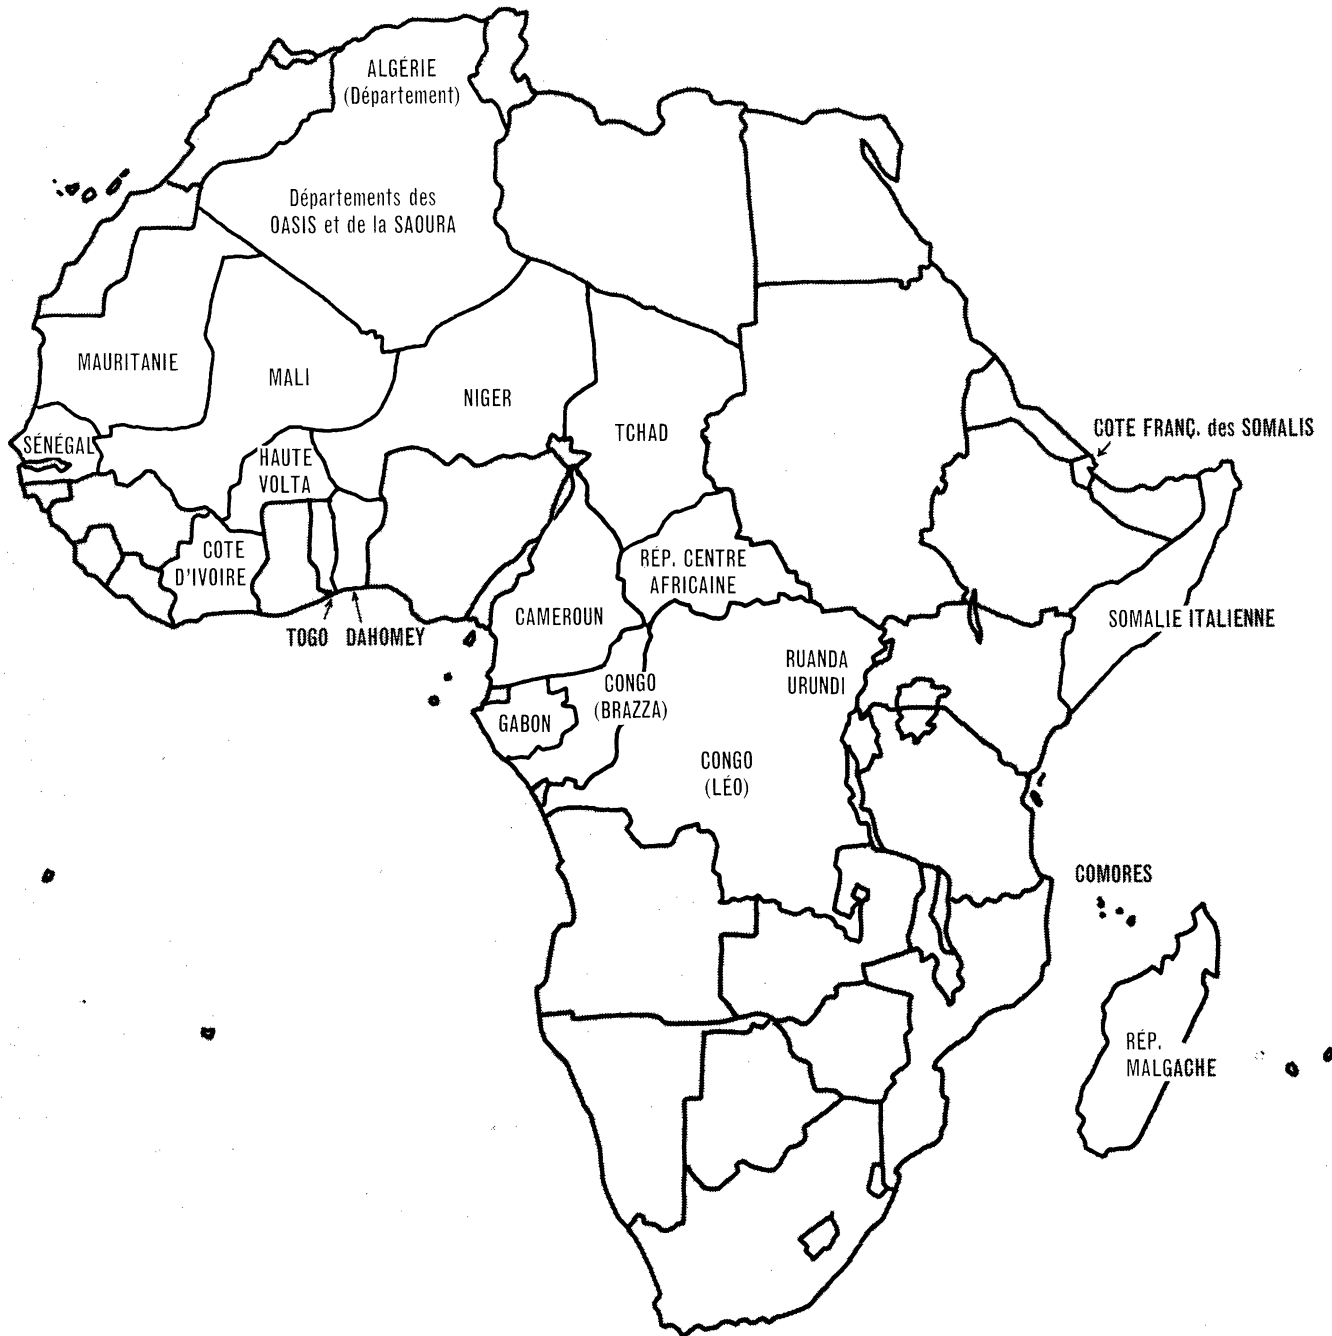 ALGÉRIE
(Département)
Départements des
OASIS et de la SAOURA
MAURITANIE
MALI
NIGER
TCHAD
SÉNÉGAL
HAUTE
VOLTA
COTE FRANÇ. des SOMALIS
COTE
D'IVOIRE
RÉP. CENTRE
AFRICAINE
TOGO
DAHOMEY
CAMEROUN
SOMALIE ITALIENNE
RUANDA
URUNDI
CONGO
(BRAZZA)
GABON
CONGO
(LÉO)
COMORES
RÉP.
MALGACHE